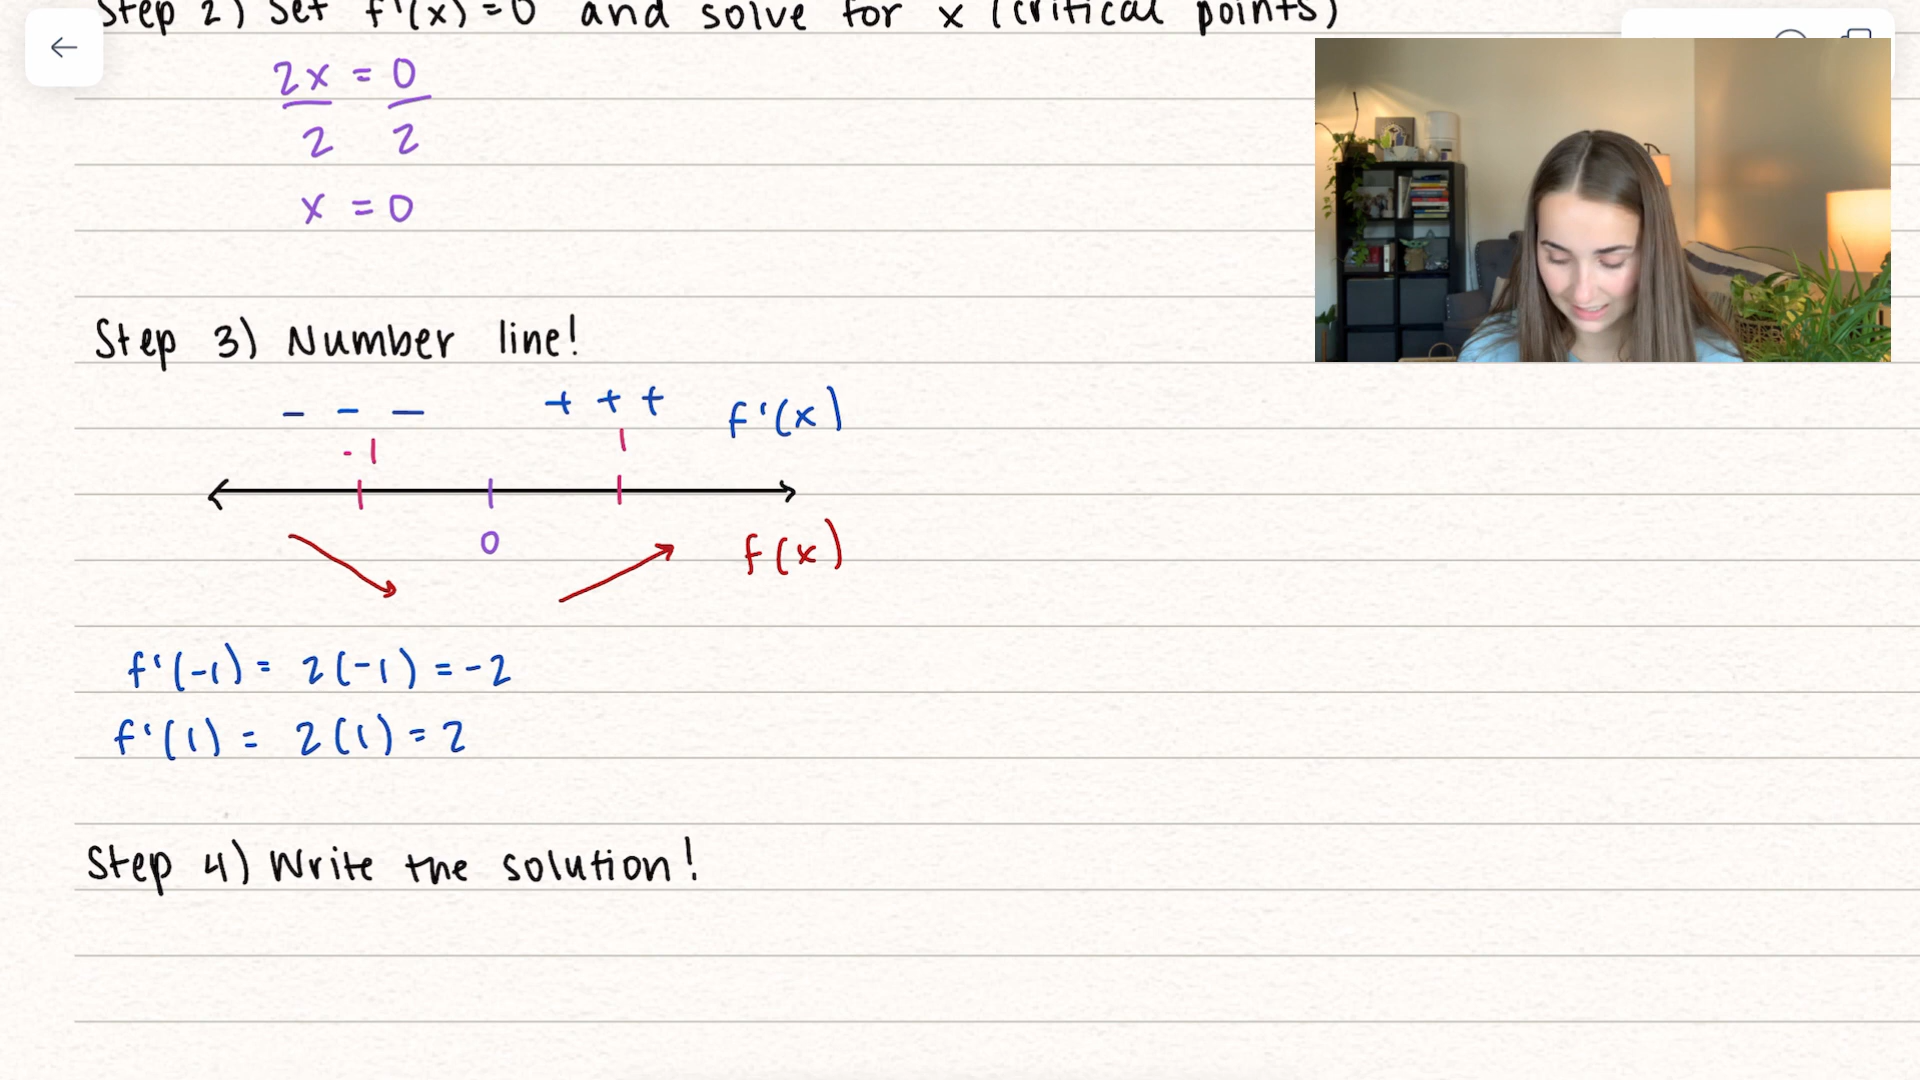 Step 2) Set f'(x) = 0 and solve for x (critical points)
2x = 0
2 2
x = 0
Step 3) Number line!
- - - + + + f'(x)
-1 1
0
f(x)
f'(-1) = 2(-1) = -2
f'(1) = 2(1) = 2
Step 4) Write the solution!